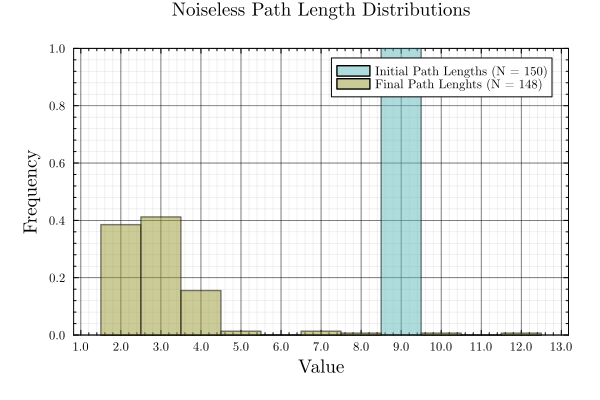 Noiseless Path Length Distributions
1.0
Initial Path Lengths (N = 150)
Final Path Lenghts (N = 148)
0.8
0.6
0.4
0.2
0.0
Frequency
1.0 2.0 3.0 4.0 5.0 6.0 7.0 8.0 9.0 10.0 11.0 12.0 13.0
Value